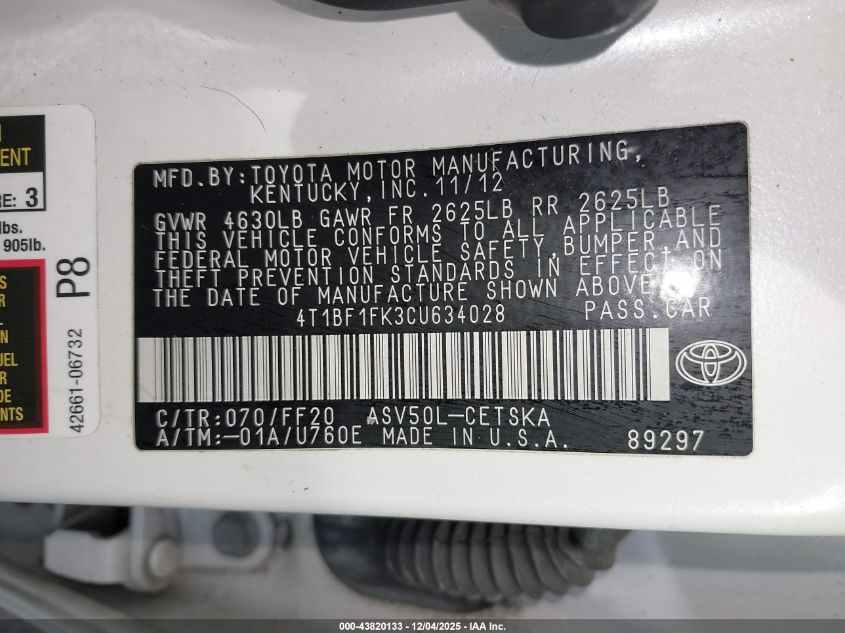 MFD. BY: TOYOTA MOTOR MANUFACTURING,
KENTUCKY, INC. 11/12
GVWR 4630LB GAWR FR 2625LB RR 2625LB
THIS VEHICLE CONFORMS TO ALL APPLICABLE
FEDERAL MOTOR VEHICLE SAFETY, BUMPER, AND
THEFT PREVENTION STANDARDS IN EFFECT ON
THE DATE OF MANUFACTURE SHOWN ABOVE.
4T1BF1FK3CU634028 PASS.CAR
C/TR: 070/FF20 ASV50L-CETSKA
A/TM:-01A/U760E MADE IN U.S.A. 89297
ENT
RE: 3
lbs.
905lb.
P8
42661-06732
S
R
UEL
R
DE
NTS
000-43820133 - 12/04/2025 - IAA Inc.